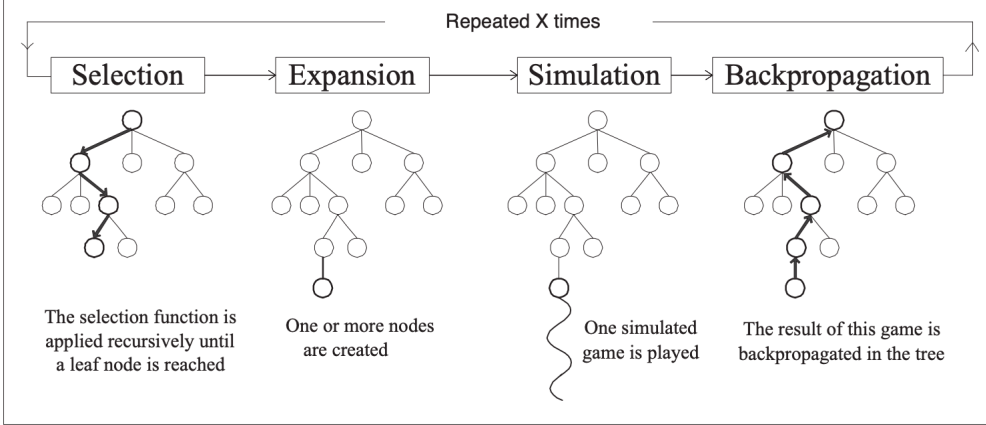 Repeated X times
Selection
Expansion
Simulation
Backpropagation
The selection function is
applied recursively until
a leaf node is reached
One or more nodes
are created
One simulated
game is played
The result of this game is
backpropagated in the tree